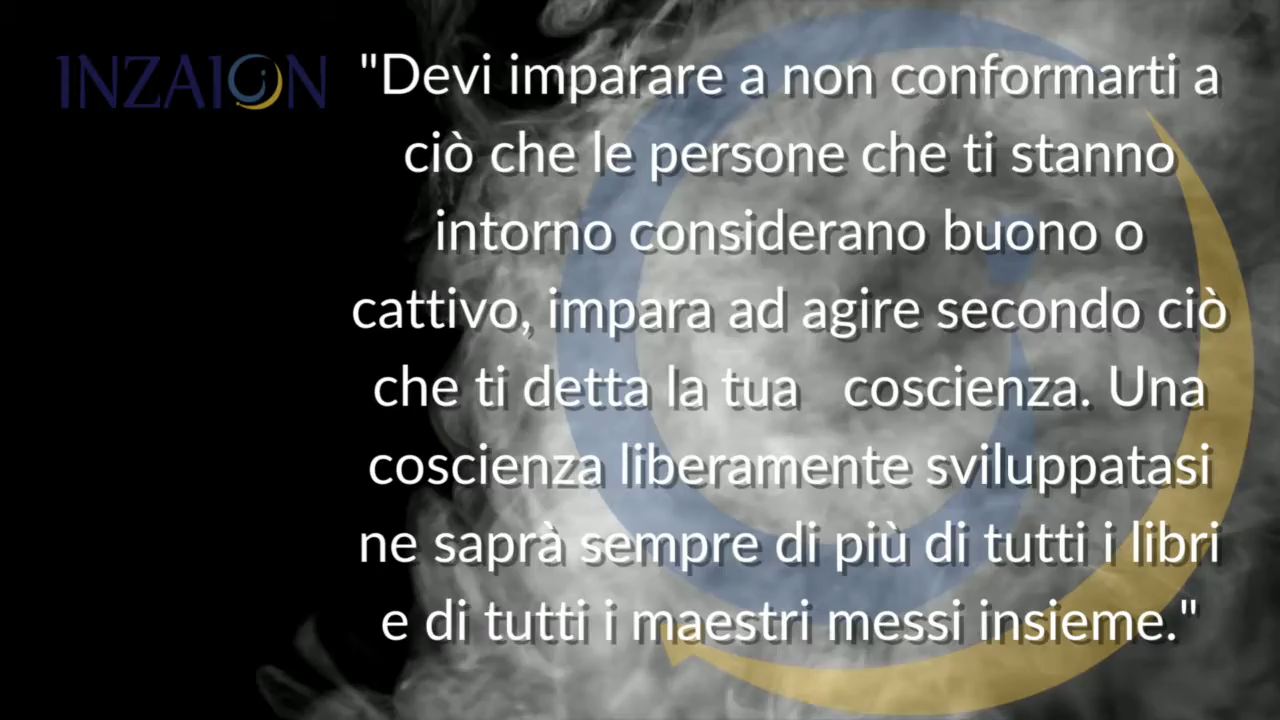 INZAION
"Devi imparare a non conformarti a
ciò che le persone che ti stanno
intorno considerano buono o
cattivo, impara ad agire secondo ciò
che ti detta la tua coscienza. Una
coscienza liberamente sviluppatasi
ne saprà sempre di più di tutti i libri
e di tutti i maestri messi insieme."